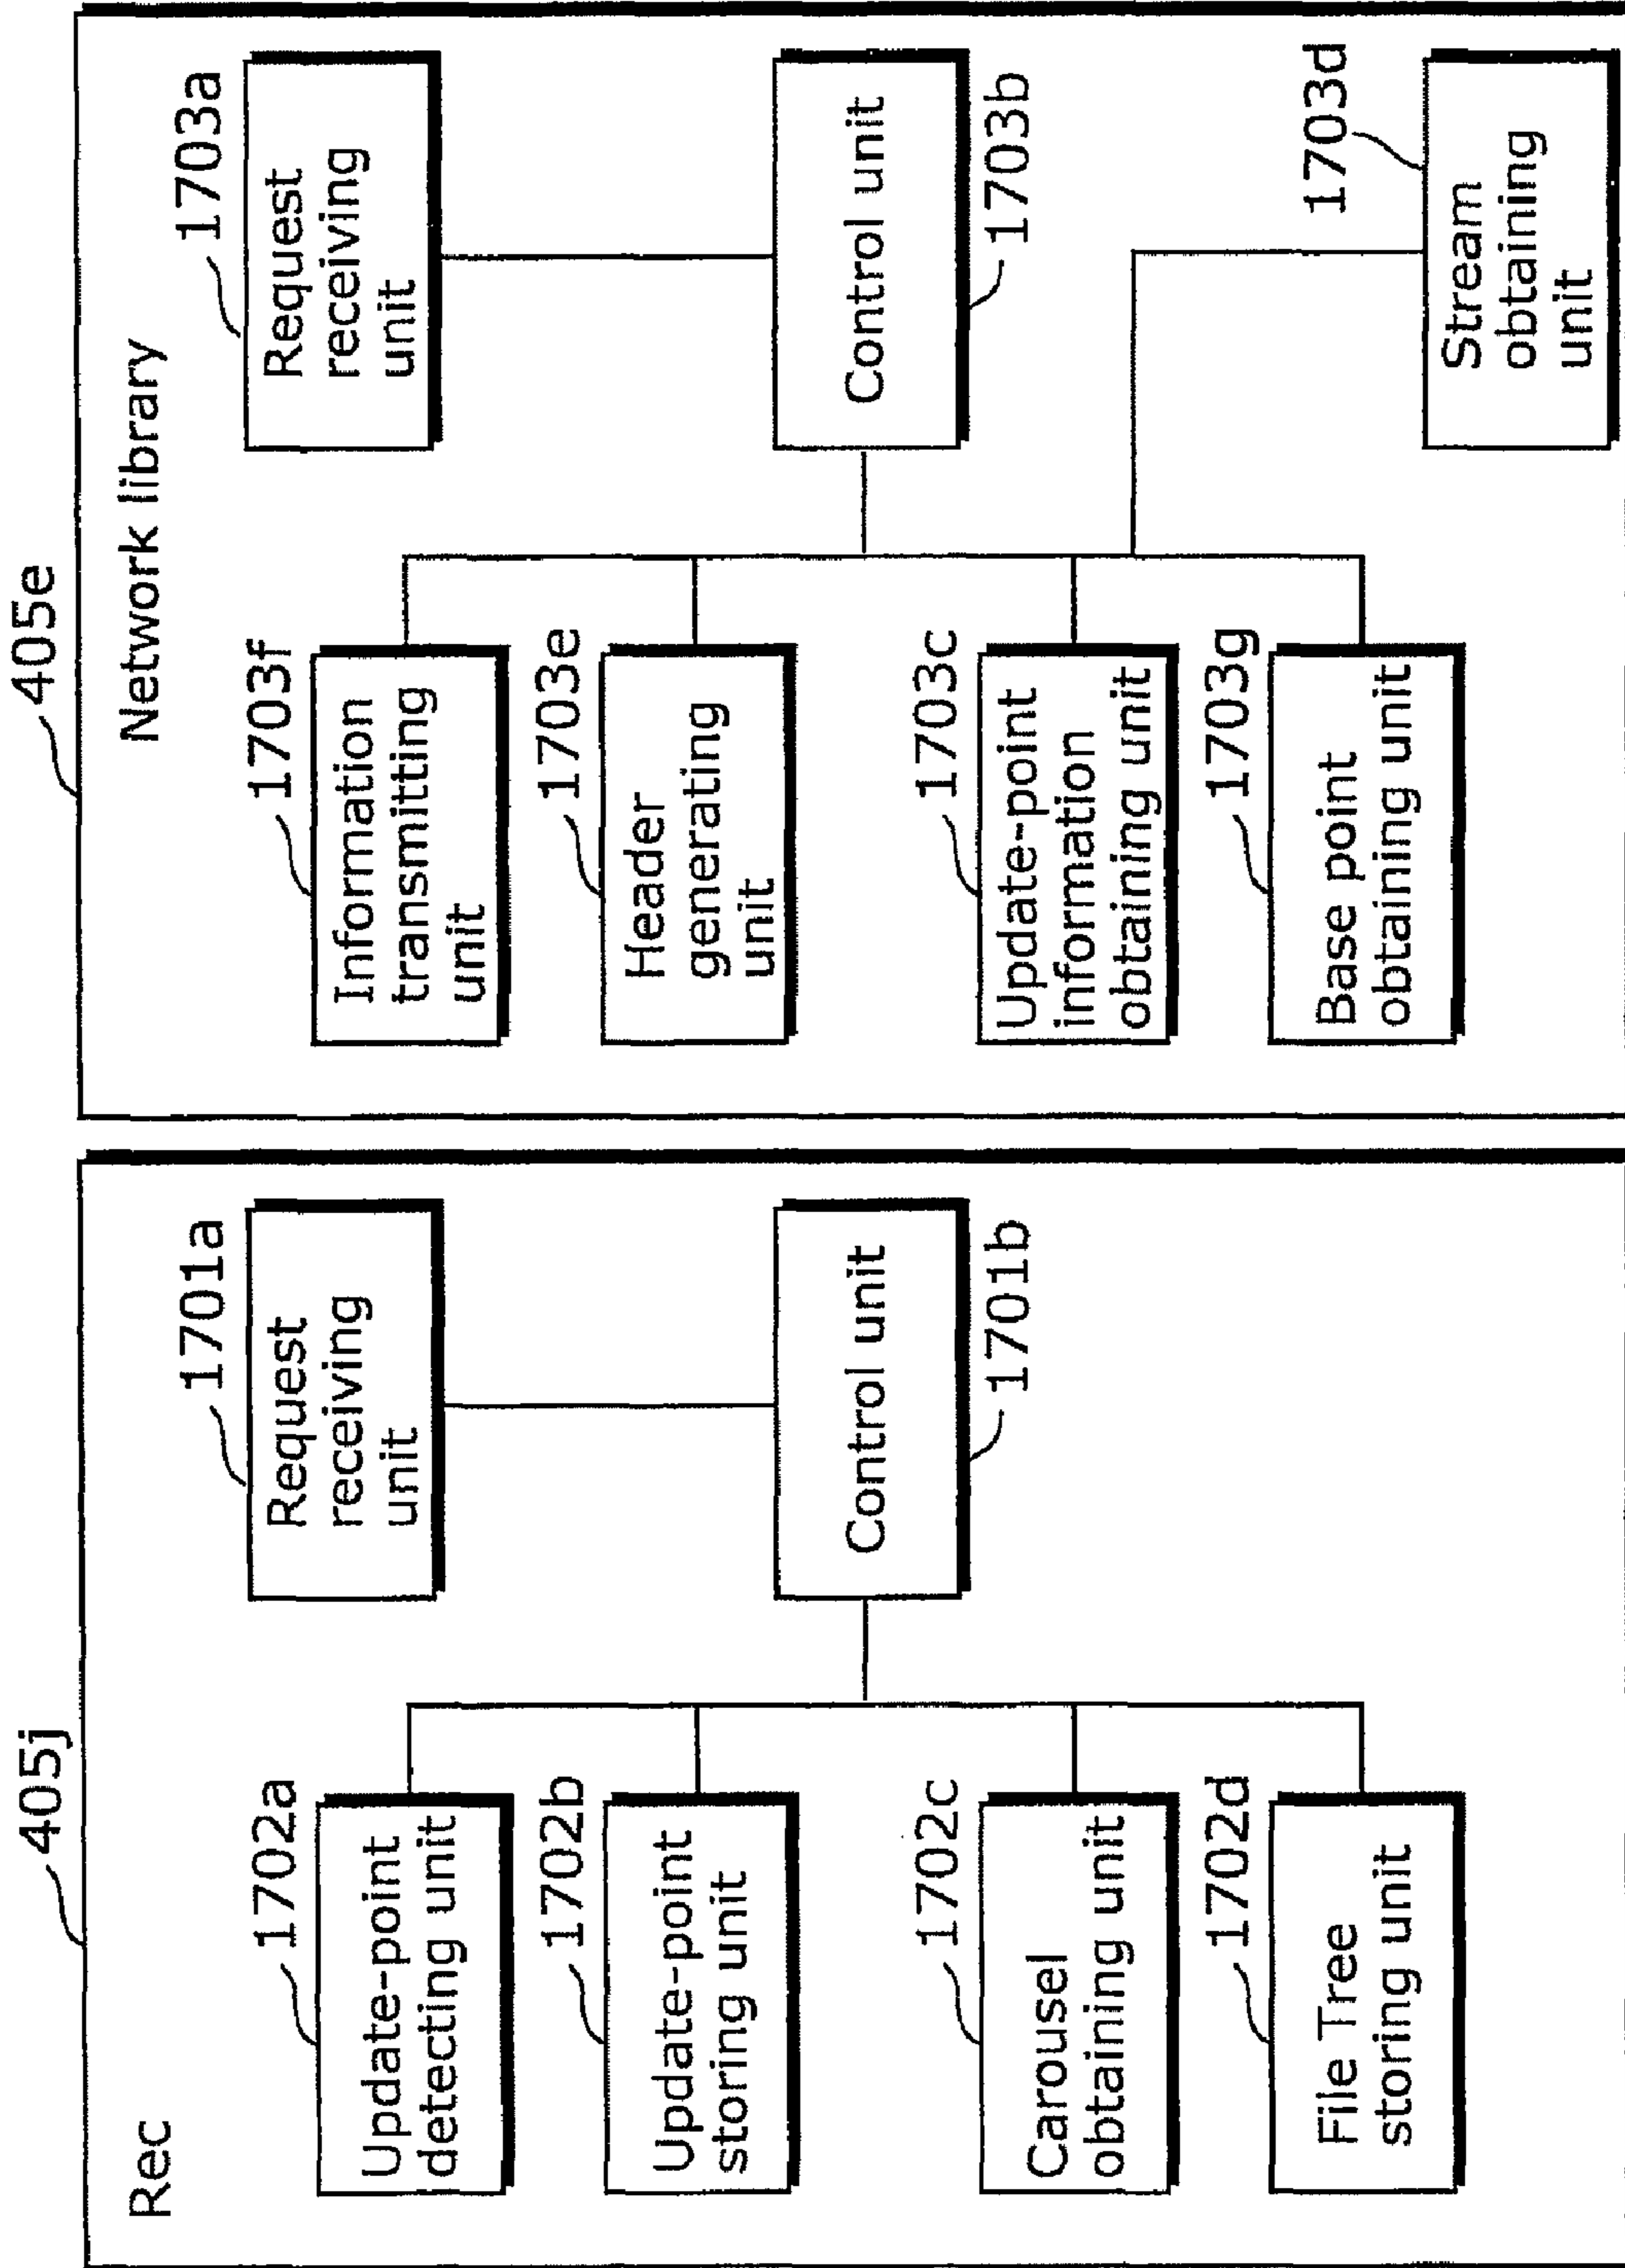 405j
Rec
1702a
Update-point
detecting unit
1702b
Update-point
storing unit
1702c
Carousel
obtaining unit
1702d
File Tree
storing unit
1701a
Request
receiving
unit
Control unit
1701b
405e
Network library
1703f
Information
transmitting
unit
1703e
Header
generating
unit
1703c
Update-point
information
obtaining unit
1703g
Base point
obtaining unit
1703a
Request
receiving
unit
Control unit
1703b
1703d
Stream
obtaining
unit